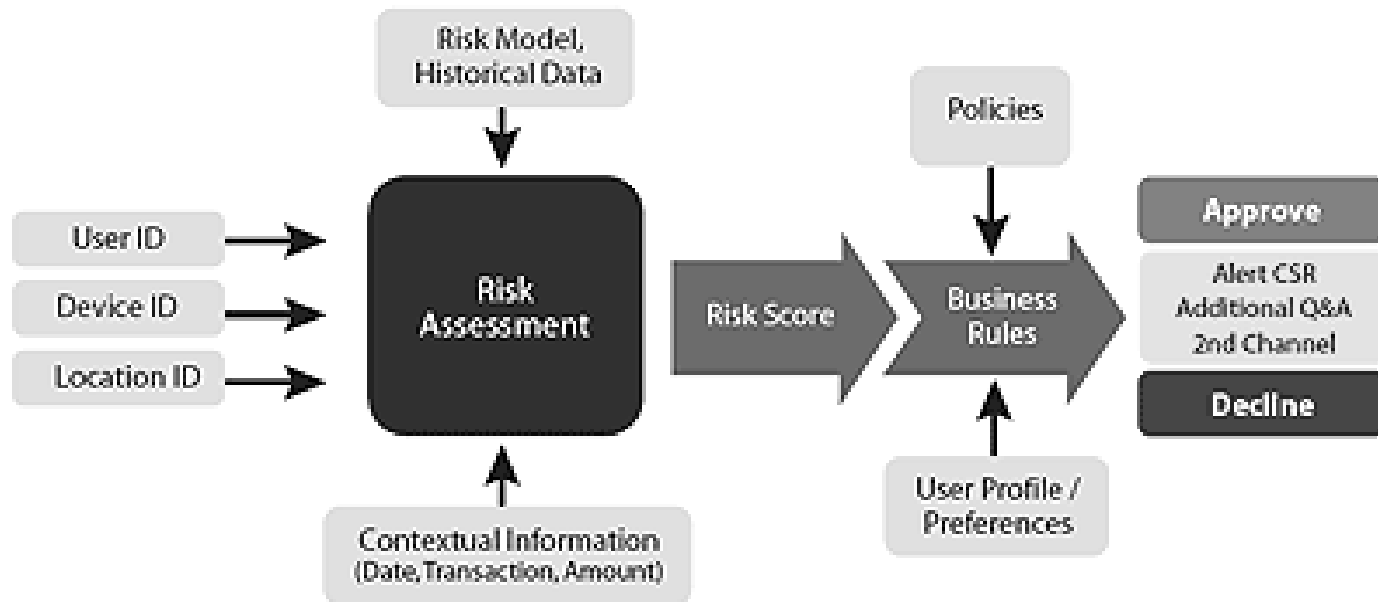 Risk Model,
Historical Data
Policies
User ID
Device ID
Location ID
Risk
Assessment
Risk Score
Business
Rules
Approve
Alert CSR
Additional Q&A
2nd Channel
Decline
Contextual Information
(Date, Transaction, Amount)
User Profile /
Preferences